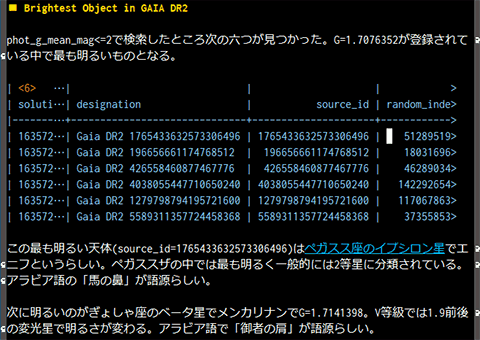 Brightest Object in GAIA DR2
phot_g_mean_mag<=2で検索したところ次の六つが見つかった。G=1.7076352が登録されて
いる中で最も明るいものとなる。
| <6> …| | | >
| soluti…| designation | source_id | random_inde>
|-------…+----------------------------+---------------------+------------>
| 163572…| Gaia DR2 1765433632573306496 | 1765433632573306496 | 51289519>
| 163572…| Gaia DR2 196656661174768512 | 196656661174768512 | 18031696>
| 163572…| Gaia DR2 426558460877467776 | 426558460877467776 | 46289034>
| 163572…| Gaia DR2 4038055447710650240 | 4038055447710650240 | 142292654>
| 163572…| Gaia DR2 1279798794195721600 | 1279798794195721600 | 117067863>
| 163572…| Gaia DR2 5589311357724458368 | 5589311357724458368 | 37355853>
この最も明るい天体(source_id=1765433632573306496)はペガスス座のイプシロン星でエ
ニフというらしい。ペガススザの中では最も明るく一般的には2等星に分類されている。
アラビア語の「馬の鼻」が語源らしい。
次に明るいのがぎょしゃ座のベータ星でメンカリナンでG=1.7141398。V等級では1.9前後
の変光星で明るさが変わる。アラビア語で「御者の肩」が語源らしい。